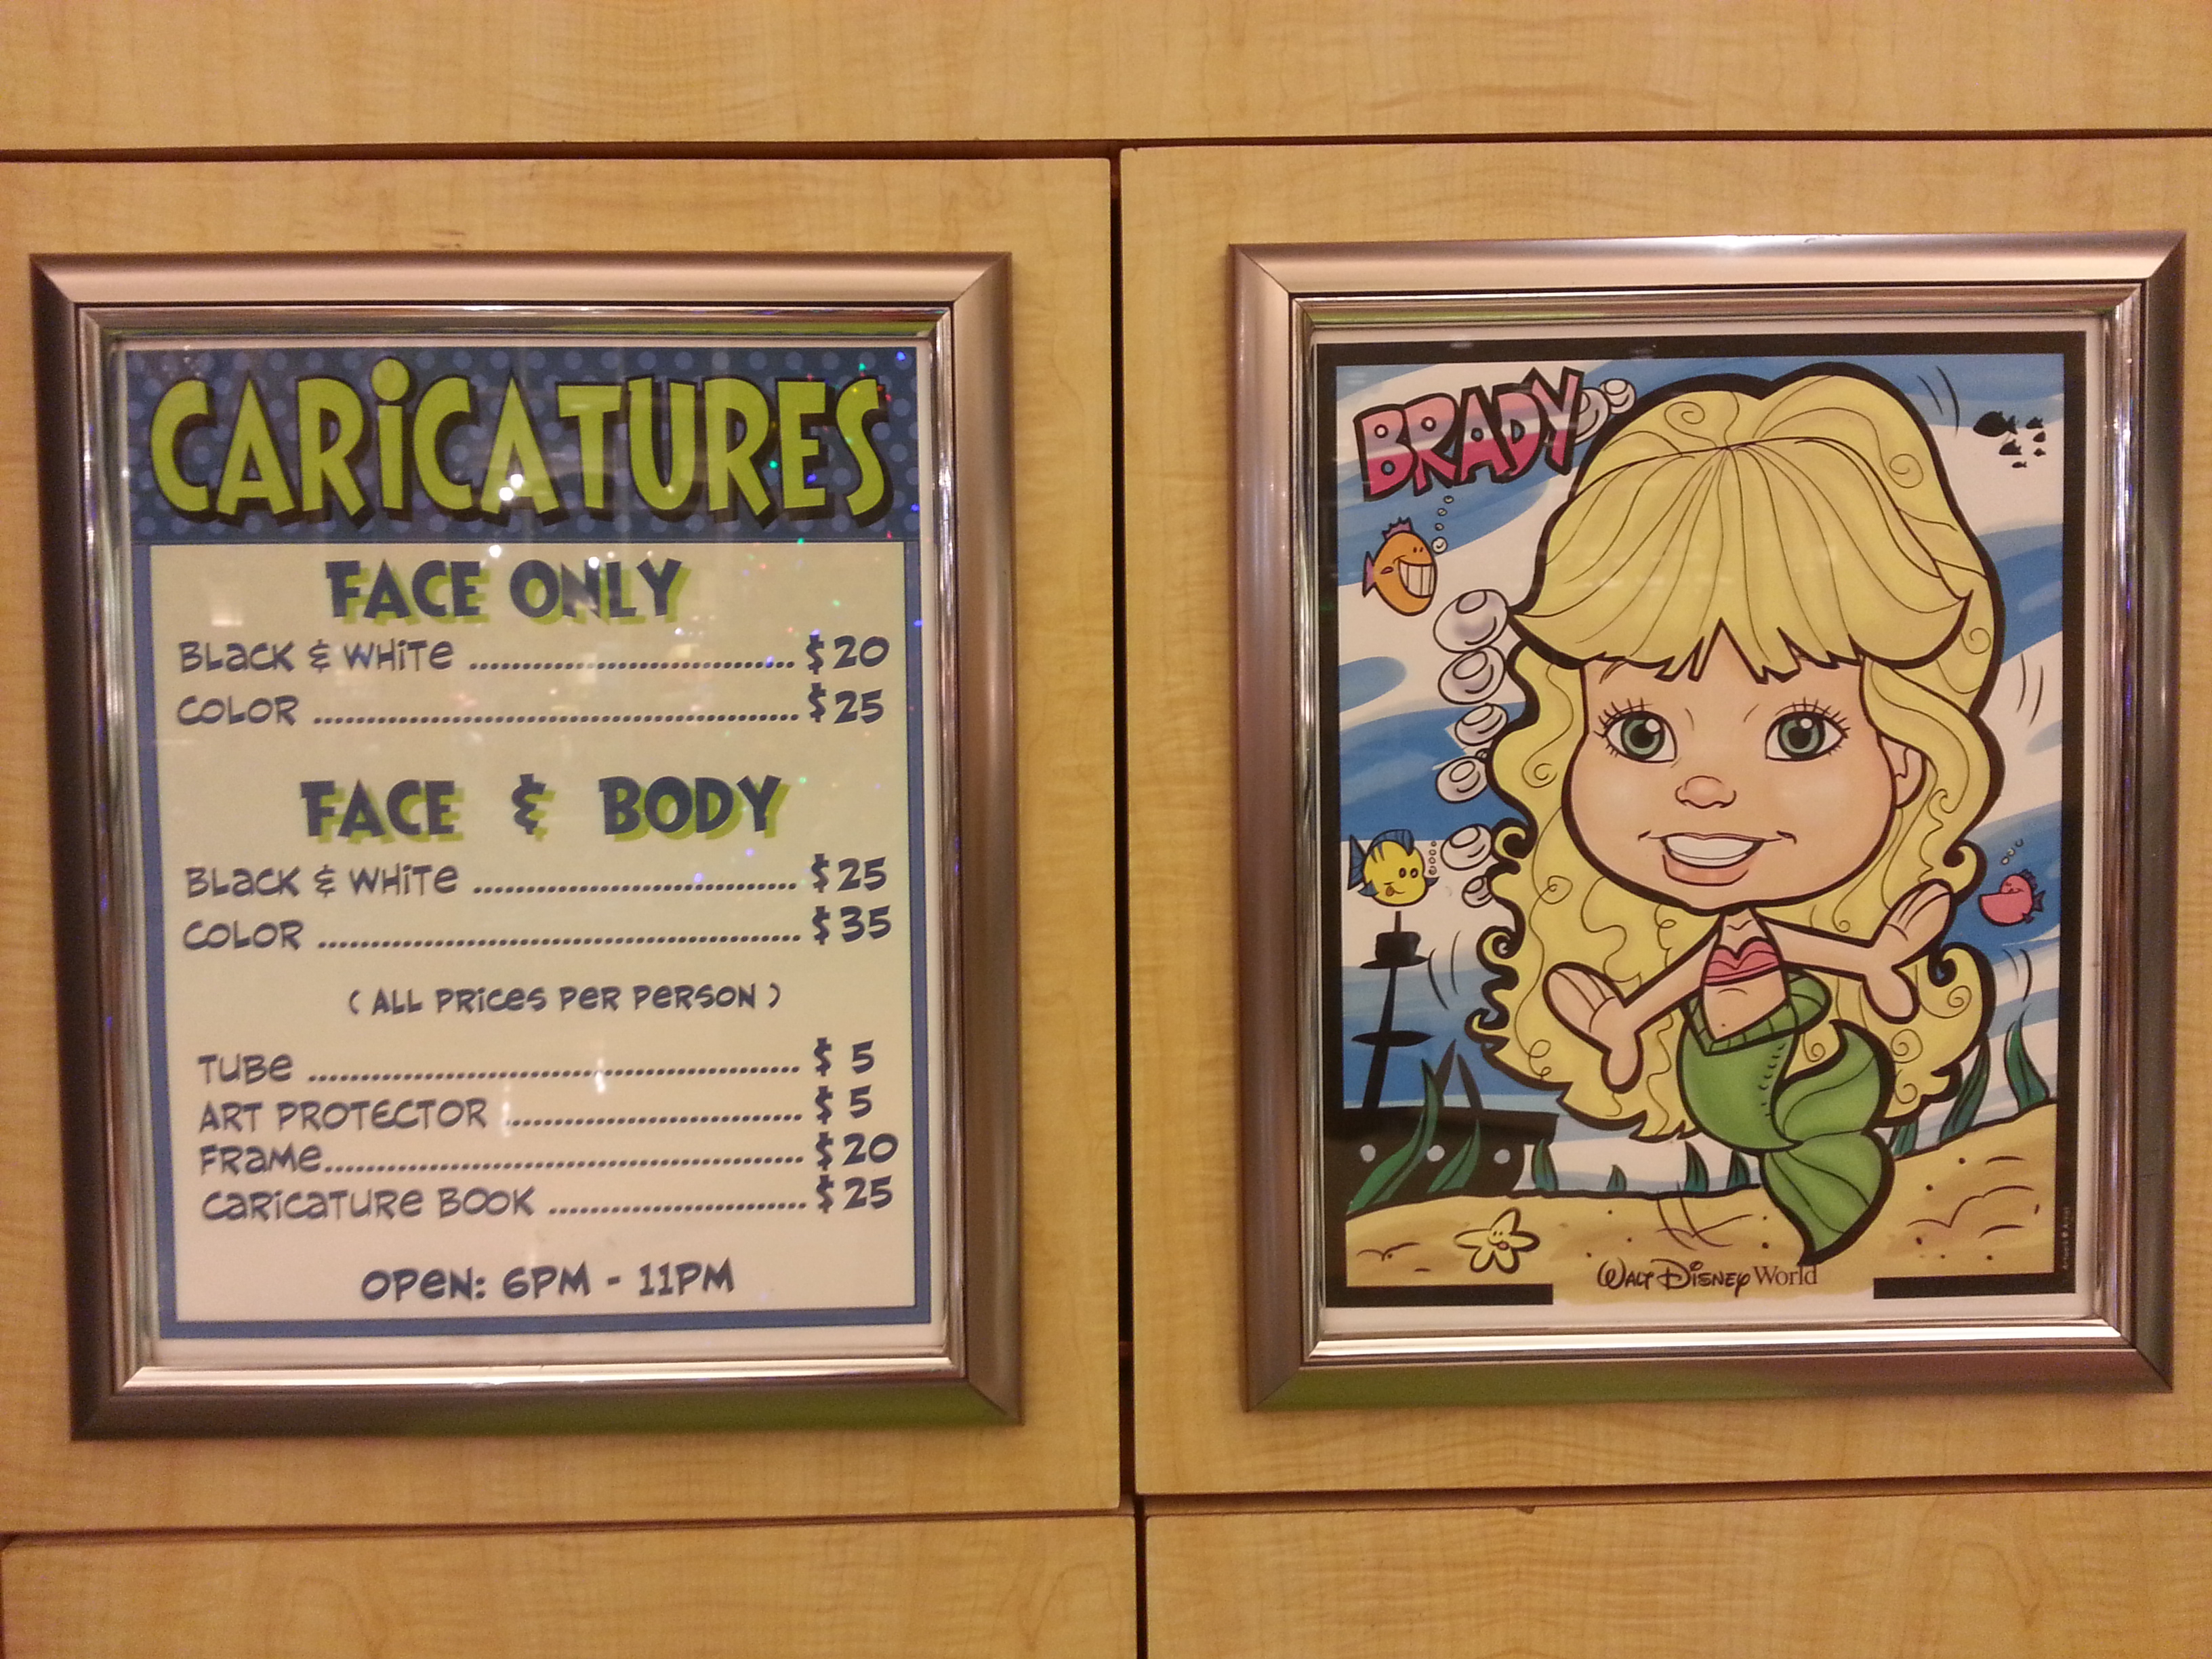 CARiCATURES
FACE ONLY
BLACK & WHiTE ........................................ $20
COLOR ........................................ $25
FACE & BODY
BLACK & WHiTE ........................................ $25
COLOR ........................................ $35
( ALL PRiCES PER PERSON )
TUBE ........................................ $ 5
ART PROTECTOR ........................................ $ 5
FRAME........................................ $20
CARiCATURE BOOK ........................................ $25
OPEN: 6PM - 11PM
BRADY
WALT DISNEY World